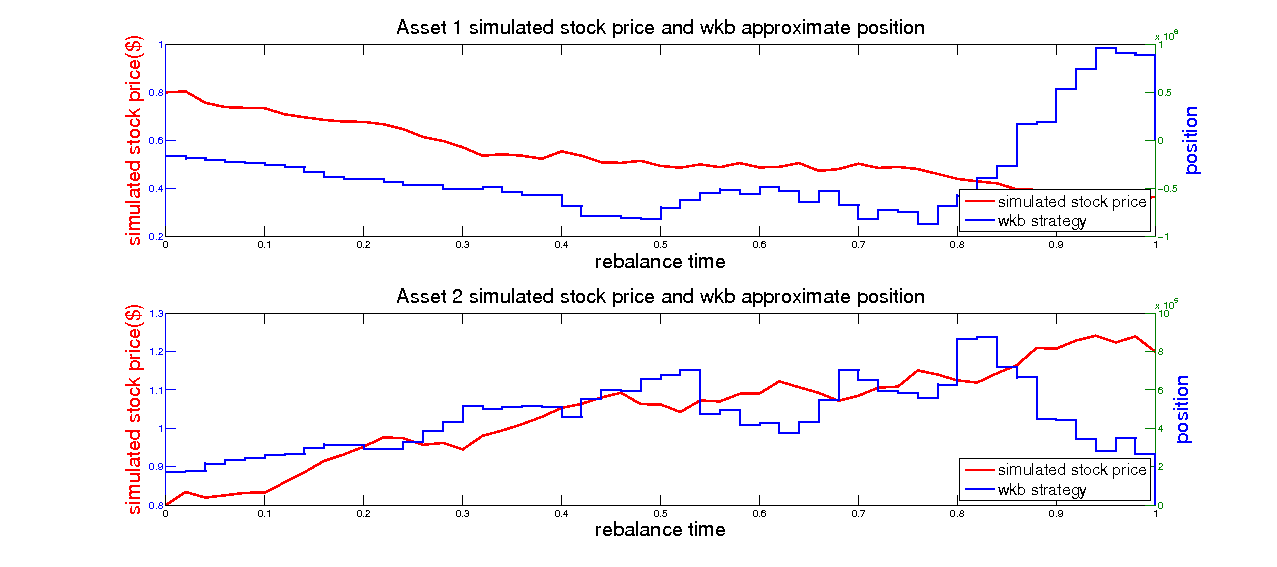 Asset 1 simulated stock price and wkb approximate position
simulated stock price($)
1
0.8
0.6
0.4
0.2
1
0.5
0
−0.5
−1
position
simulated stock price
wkb strategy
0 0.1 0.2 0.3 0.4 0.5 0.6 0.7 0.8 0.9 1
rebalance time
Asset 2 simulated stock price and wkb approximate position
simulated stock price($)
1.3
1.2
1.1
1
0.9
0.8
10
8
6
4
2
0
position
simulated stock price
wkb strategy
0 0.1 0.2 0.3 0.4 0.5 0.6 0.7 0.8 0.9 1
rebalance time